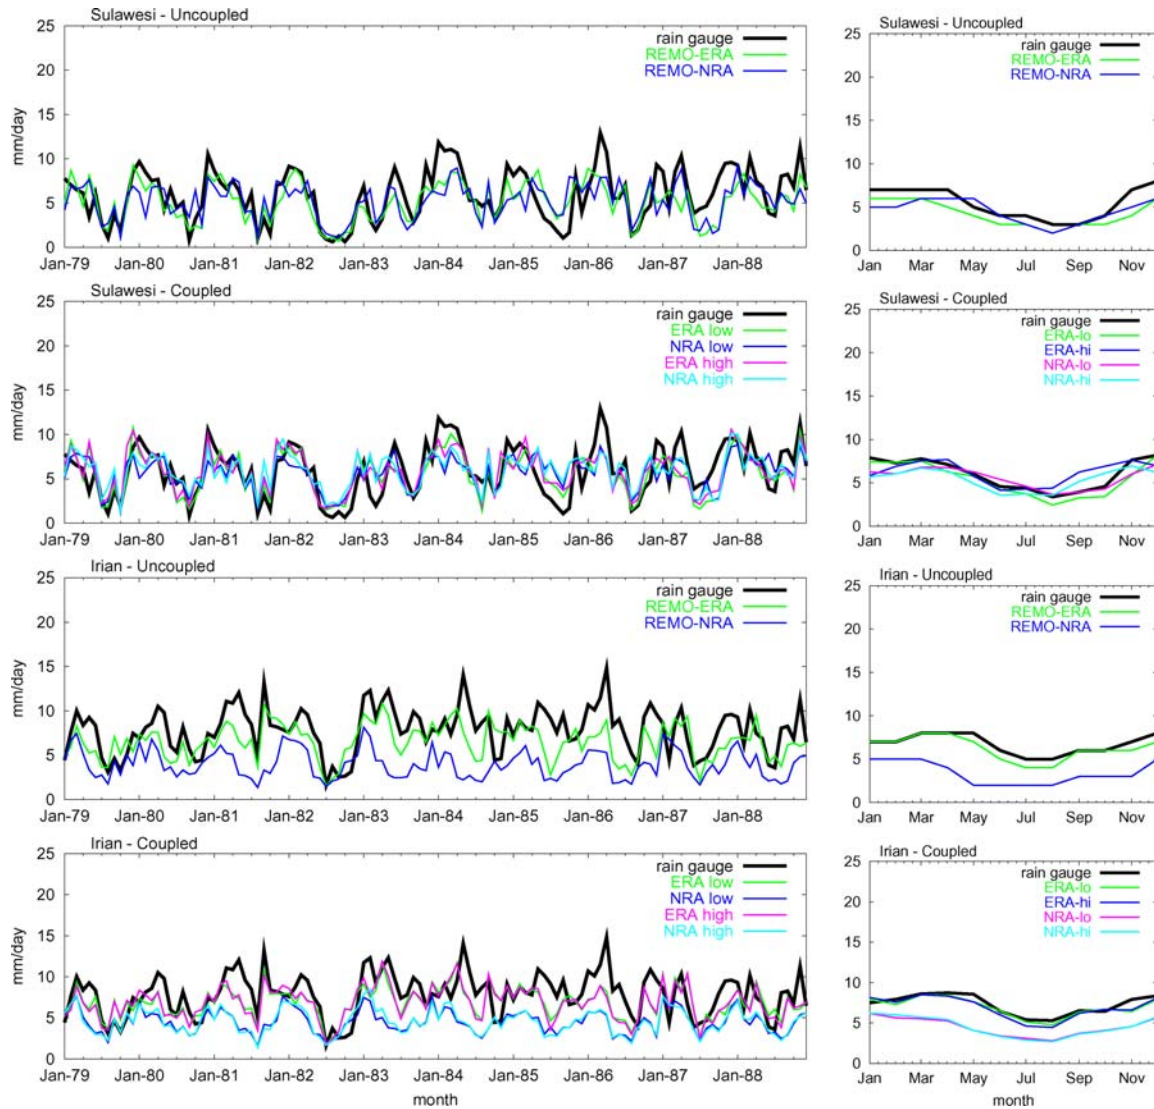 Sulawesi - Uncoupled
25
20
15
10
5
0
mm/day
rain gauge
REMO-ERA
REMO-NRA
Jan-79 Jan-80 Jan-81 Jan-82 Jan-83 Jan-84 Jan-85 Jan-86 Jan-87 Jan-88
Sulawesi - Uncoupled
25
20
15
10
5
0
rain gauge
REMO-ERA
REMO-NRA
Jan Mar May Jul Sep Nov
Sulawesi - Coupled
25
20
15
10
5
0
mm/day
rain gauge
ERA low
NRA low
ERA high
NRA high
Jan-79 Jan-80 Jan-81 Jan-82 Jan-83 Jan-84 Jan-85 Jan-86 Jan-87 Jan-88
Sulawesi - Coupled
25
20
15
10
5
0
rain gauge
ERA-lo
ERA-hi
NRA-lo
NRA-hi
Jan Mar May Jul Sep Nov
Irian - Uncoupled
25
20
15
10
5
0
mm/day
rain gauge
REMO-ERA
REMO-NRA
Jan-79 Jan-80 Jan-81 Jan-82 Jan-83 Jan-84 Jan-85 Jan-86 Jan-87 Jan-88
Irian - Uncoupled
25
20
15
10
5
0
rain gauge
REMO-ERA
REMO-NRA
Jan Mar May Jul Sep Nov
Irian - Coupled
25
20
15
10
5
0
mm/day
rain gauge
ERA low
NRA low
ERA high
NRA high
Jan-79 Jan-80 Jan-81 Jan-82 Jan-83 Jan-84 Jan-85 Jan-86 Jan-87 Jan-88
month
Irian - Coupled
25
20
15
10
5
0
rain gauge
ERA-lo
ERA-hi
NRA-lo
NRA-hi
Jan Mar May Jul Sep Nov
month